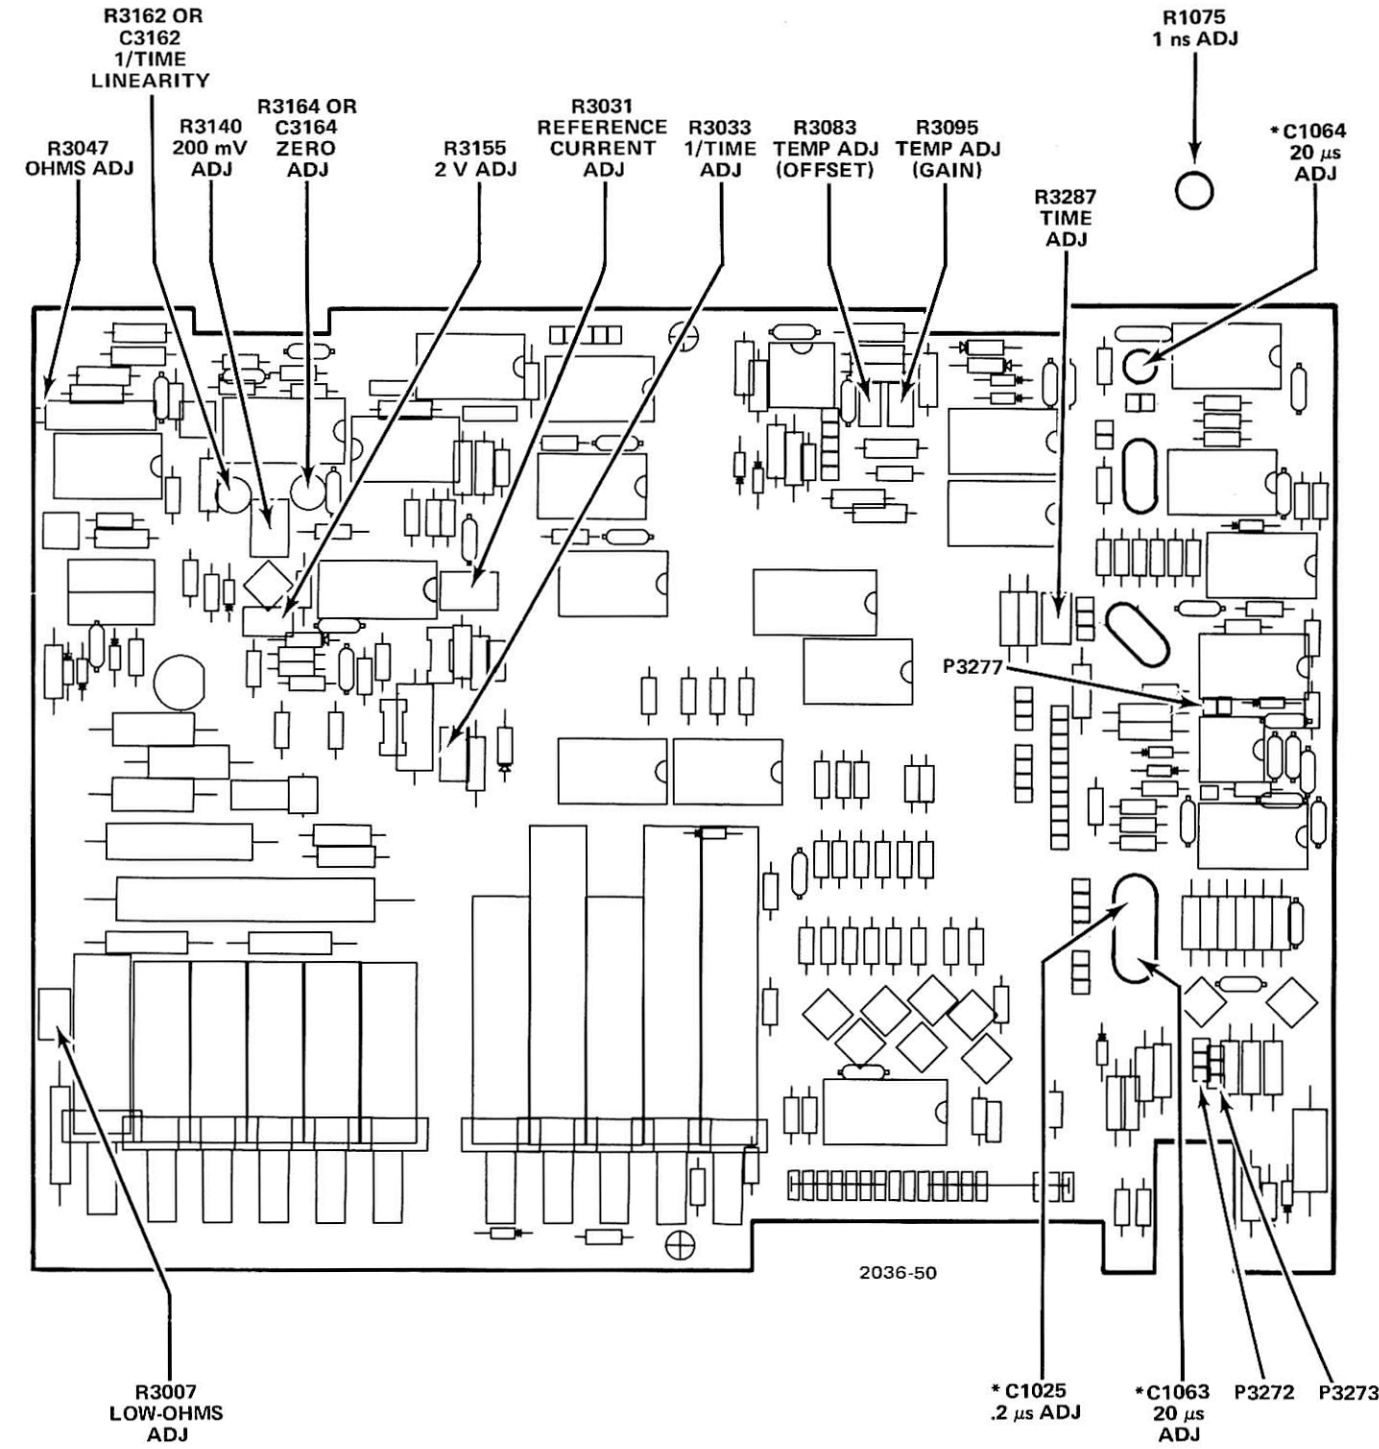 R3162 OR
C3162
1/TIME
LINEARITY
R3047
OHMS ADJ
R3140
200 mV
ADJ
R3164 OR
C3164
ZERO
ADJ
R3155
2 V ADJ
R3031
REFERENCE
CURRENT
ADJ
R3033
1/TIME
ADJ
R3083
TEMP ADJ
(OFFSET)
R3095
TEMP ADJ
(GAIN)
R1075
1 ns ADJ
*C1064
20 μs
ADJ
R3287
TIME
ADJ
P3277
2036-50
R3007
LOW-OHMS
ADJ
*C1025
.2 μs ADJ
*C1063
20 μs
ADJ
P3272
P3273